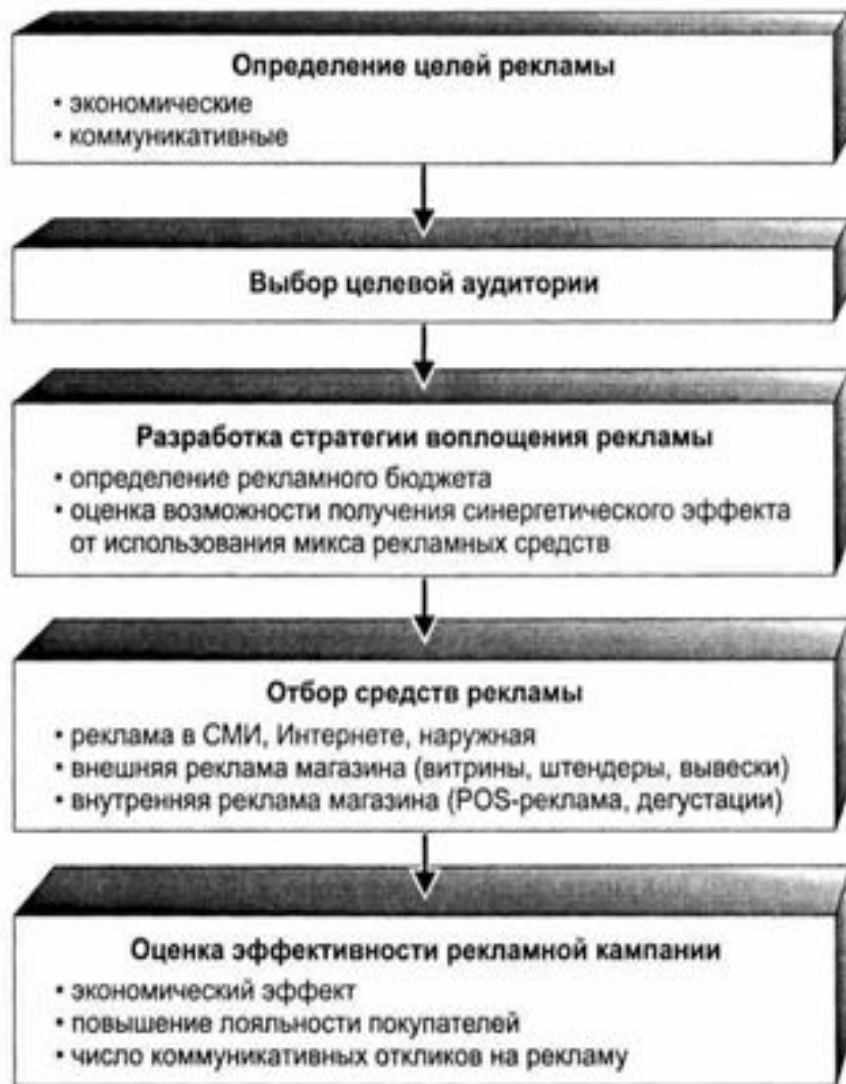 Определение целей рекламы
• экономические
• коммуникативные
Выбор целевой аудитории
Разработка стратегии воплощения рекламы
• определение рекламного бюджета
• оценка возможности получения синергетического эффекта
от использования микса рекламных средств
Отбор средств рекламы
• реклама в СМИ, Интернете, наружная
• внешняя реклама магазина (витрины, штендеры, вывески)
• внутренняя реклама магазина (POS-реклама, дегустации)
Оценка эффективности рекламной кампании
• экономический эффект
• повышение лояльности покупателей
• число коммуникативных откликов на рекламу